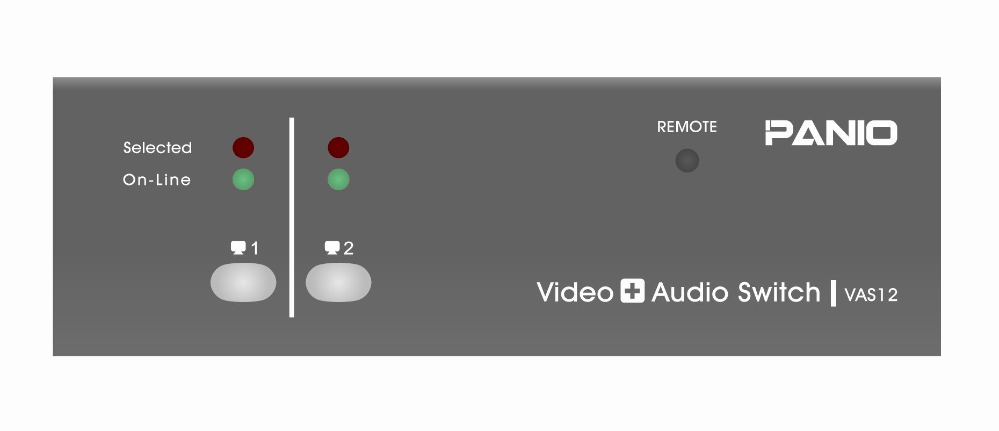 REMOTE
PANIO
Selected
On-Line
1
2
Video + Audio Switch | VAS12